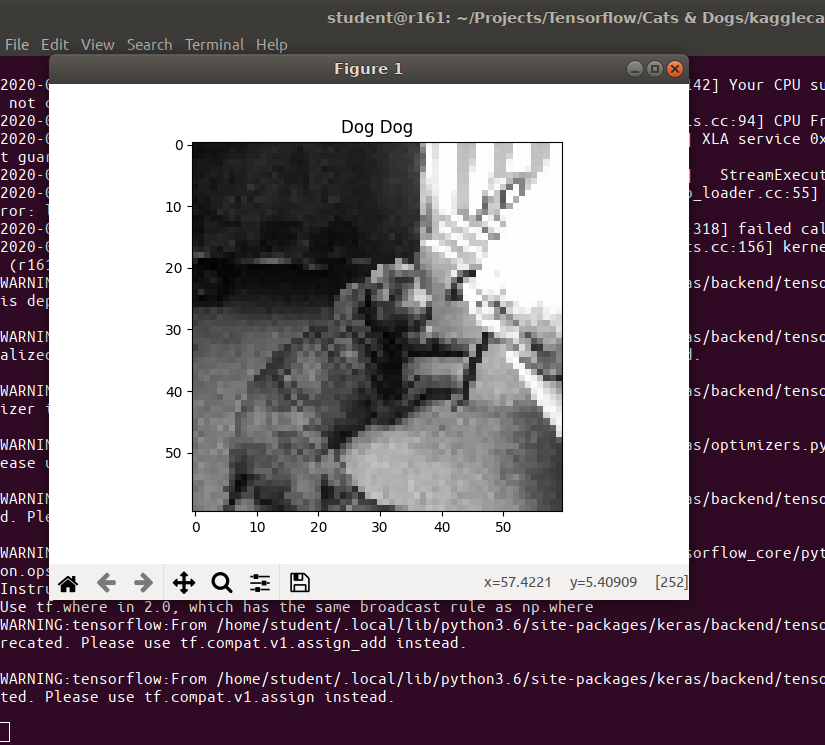 student@r161: ~/Projects/Tensorflow/Cats & Dogs/kaggleca
File Edit View Search Terminal Help
Figure 1
2020-0 142] Your CPU su
not c
2020-0 s.cc:94] CPU Fr
2020-0 ] XLA service 0x
t guar
2020-0 ] StreamExecut
2020-0 o_loader.cc:55]
ror: l
2020-0 :318] failed cal
2020-0 ts.cc:156] kerne
(r161
WARNIN as/backend/tenso
is dep
WARNIN as/backend/tenso
alized d.
WARNIN as/backend/tenso
izer i
WARNIN as/optimizers.py
ease u
WARNIN as/backend/tenso
d. Ple
WARNIN sorflow_core/pyt
on.ops
Instru
Dog Dog
0
10
20
30
40
50
0 10 20 30 40 50
x=57.4221 y=5.40909 [252]
Use tf.where in 2.0, which has the same broadcast rule as np.where
WARNING:tensorflow:From /home/student/.local/lib/python3.6/site-packages/keras/backend/tenso
recated. Please use tf.compat.v1.assign_add instead.
WARNING:tensorflow:From /home/student/.local/lib/python3.6/site-packages/keras/backend/tenso
ted. Please use tf.compat.v1.assign instead.